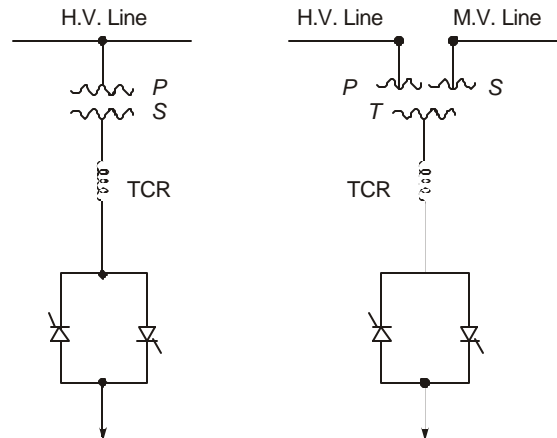 H.V. Line
P
S
TCR
H.V. Line M.V. Line
P S
T
TCR